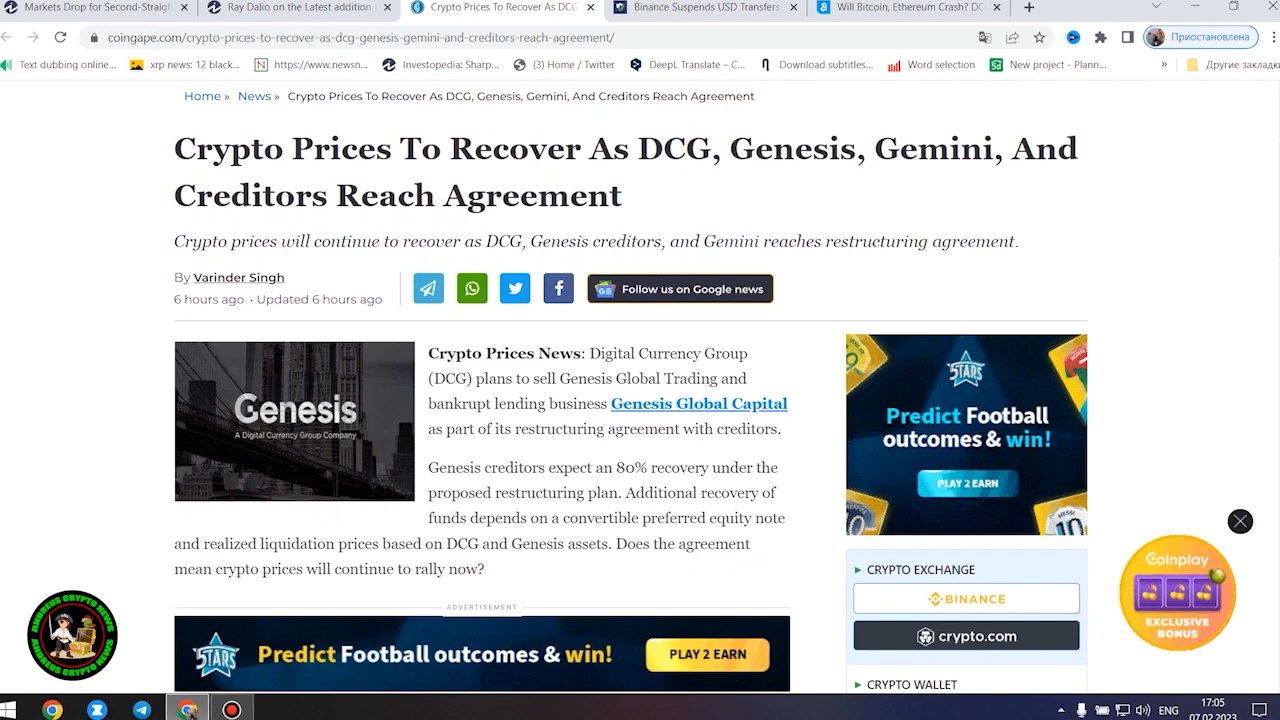 Markets Drop for Second-Straigh
Ray Dalio on the Latest addition
Crypto Prices To Recover As DCG
Binance Suspends USD Transfers
Will Bitcoin, Ethereum Crash? DC
coingape.com/crypto-prices-to-recover-as-dcg-genesis-gemini-and-creditors-reach-agreement/
Приостановлена
Text dubbing online...
xrp news: 12 black...
https://www.newsn...
Investopedia: Sharp...
(3) Home / Twitter
DeepL Translate – C...
Download subtitles...
Word selection
New project - Plann...
»
Другие закладки
Home » News » Crypto Prices To Recover As DCG, Genesis, Gemini, And Creditors Reach Agreement
Crypto Prices To Recover As DCG, Genesis, Gemini, And
Creditors Reach Agreement
Crypto prices will continue to recover as DCG, Genesis creditors, and Gemini reaches restructuring agreement.
By Varinder Singh
6 hours ago · Updated 6 hours ago
Follow us on Google news
Genesis
A Digital Currency Group Company
Crypto Prices News: Digital Currency Group
(DCG) plans to sell Genesis Global Trading and
bankrupt lending business Genesis Global Capital
as part of its restructuring agreement with creditors.
Genesis creditors expect an 80% recovery under the
proposed restructuring plan. Additional recovery of
funds depends on a convertible preferred equity note
and realized liquidation prices based on DCG and Genesis assets. Does the agreement
mean crypto prices will continue to rally now?
ADVERTISEMENT
STARS
Predict Football outcomes & win!
PLAY 2 EARN
STARS
Predict Football
outcomes & win!
PLAY 2 EARN
10
CRYPTO EXCHANGE
BINANCE
crypto.com
CRYPTO WALLET
Coinplay
EXCLUSIVE
BONUS
ANDREUS CRYPTO NEWS
ANDREUS CRYPTO NEWS
ENG
17:05
07.02.2023